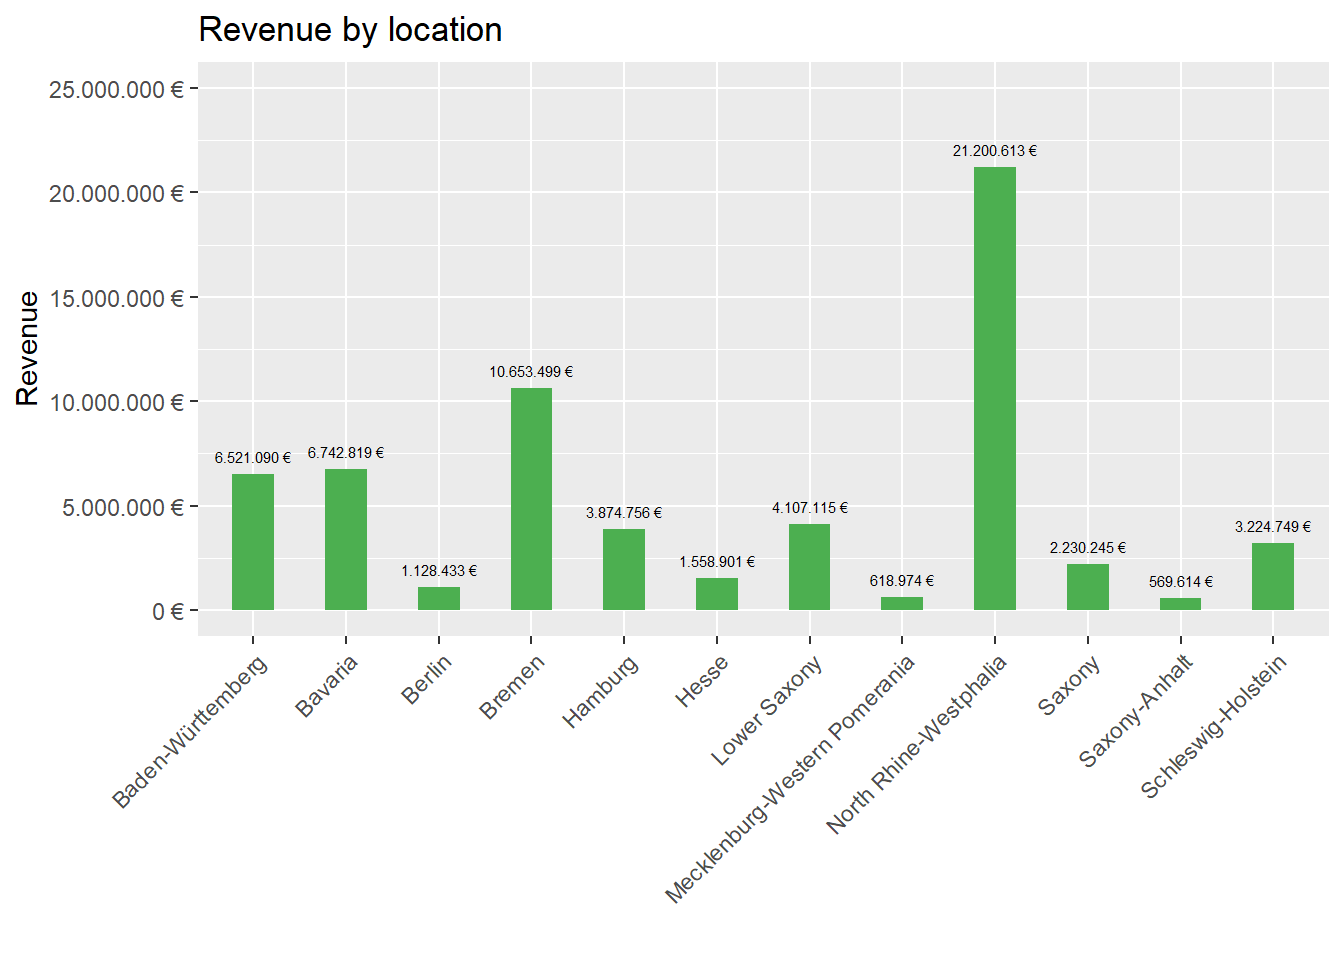 Revenue by location
Revenue
25.000.000 €
20.000.000 €
15.000.000 €
10.000.000 €
5.000.000 €
0 €
6.521.090 €
6.742.819 €
1.128.433 €
10.653.499 €
3.874.756 €
1.558.901 €
4.107.115 €
618.974 €
21.200.613 €
2.230.245 €
569.614 €
3.224.749 €
Baden-Württemberg
Bavaria
Berlin
Bremen
Hamburg
Hesse
Lower Saxony
Mecklenburg-Western Pomerania
North Rhine-Westphalia
Saxony
Saxony-Anhalt
Schleswig-Holstein